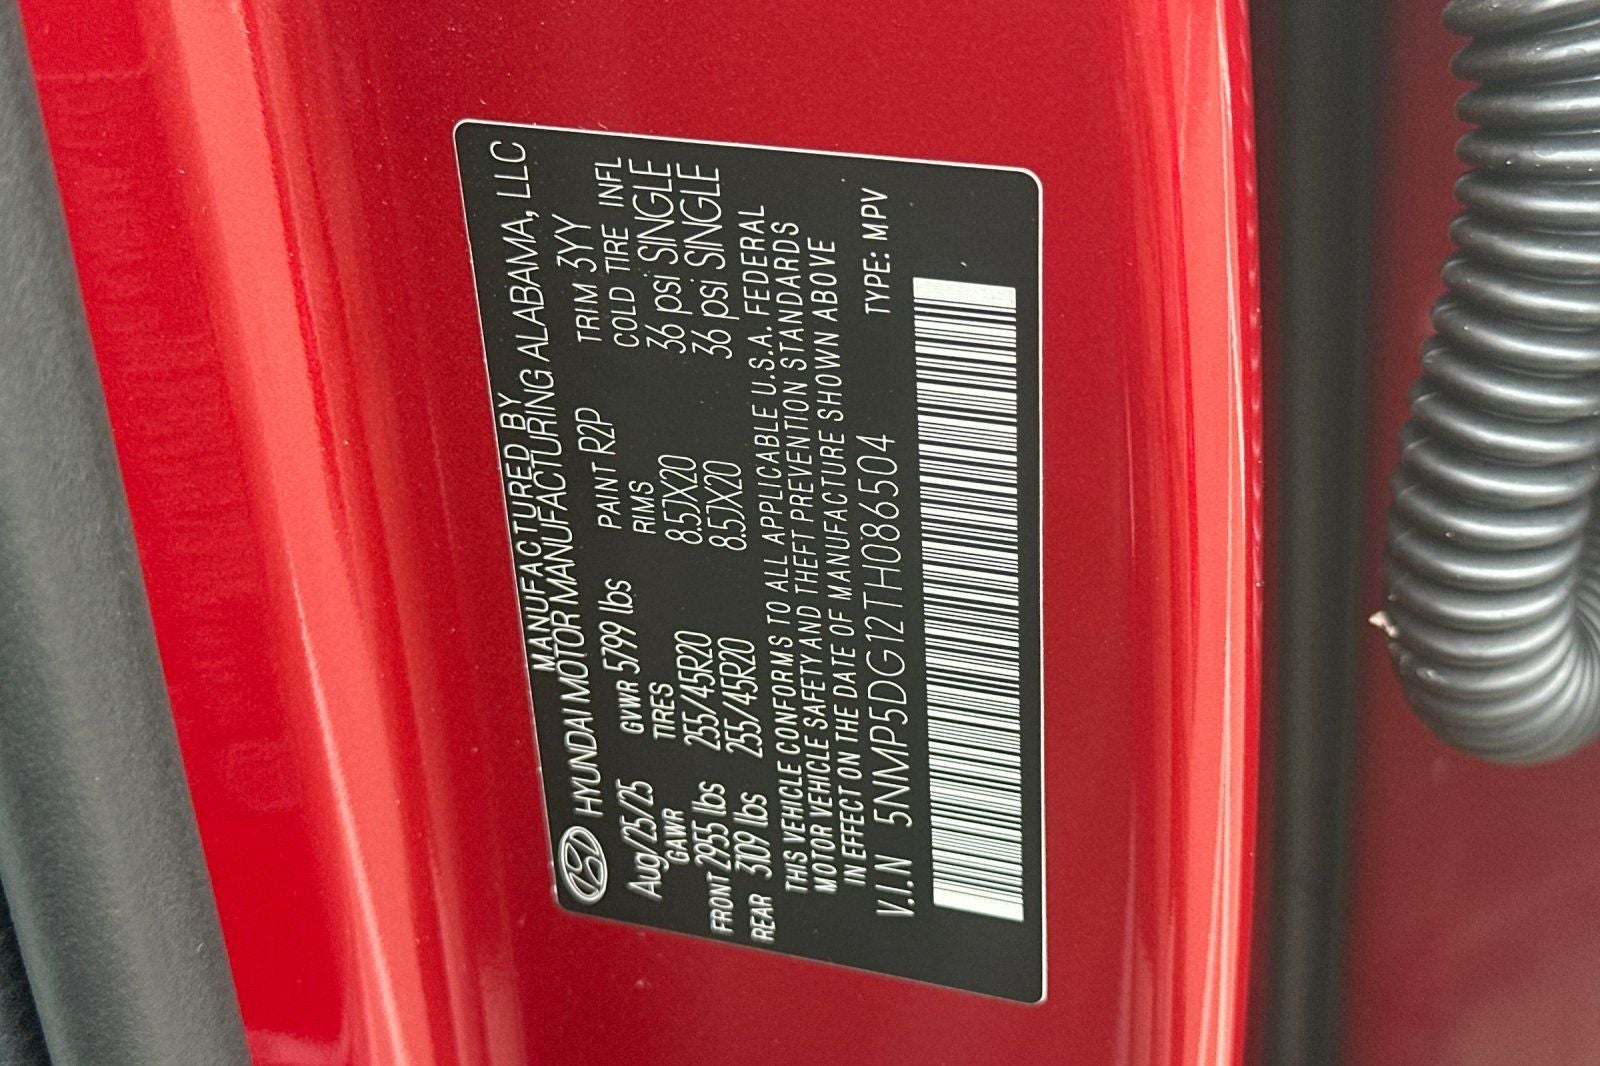 MANUFACTURED BY
HYUNDAI MOTOR MANUFACTURING ALABAMA, LLC
Aug/25/25 GVWR 5799 lbs PAINT R2P TRIM 3YY
GAWR TIRES RIMS COLD TIRE INFL
FRONT 2955 lbs 255/45R20 8.5JX20 36 psi SINGLE
REAR 3109 lbs 255/45R20 8.5JX20 36 psi SINGLE
THIS VEHICLE CONFORMS TO ALL APPLICABLE U.S.A. FEDERAL
MOTOR VEHICLE SAFETY AND THEFT PREVENTION STANDARDS
IN EFFECT ON THE DATE OF MANUFACTURE SHOWN ABOVE
V.I.N 5NMP5DG12TH086504 TYPE: MPV